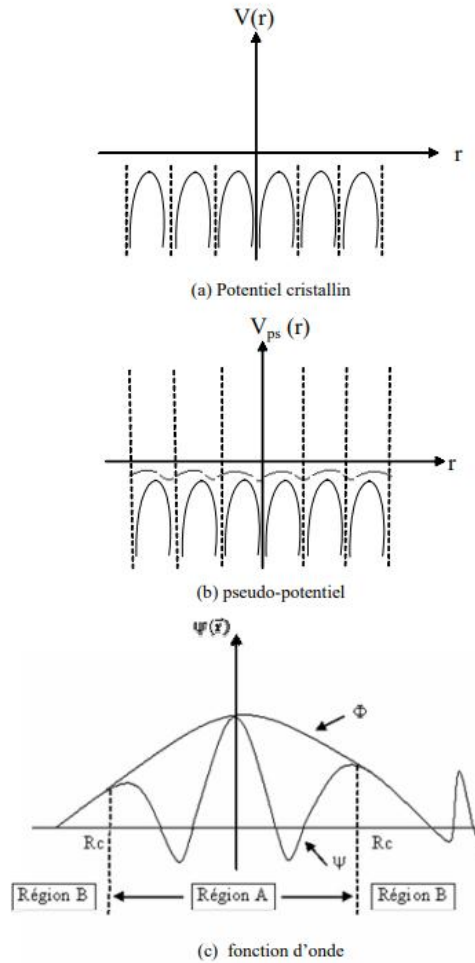 V(r)
r
(a) Potentiel cristallin
V_ps (r)
r
(b) pseudo-potentiel
Ψ(r⃗)
Φ
Rc Ψ Rc
Région B Région A Région B
(c) fonction d'onde